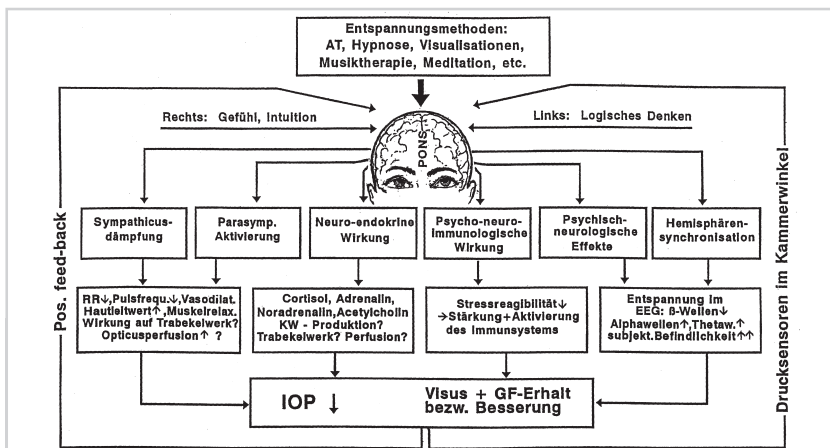 Entspannungsmethoden:
AT, Hypnose, Visualisationen,
Musiktherapie, Meditation, etc.
Rechts: Gefühl, Intuition
Links: Logisches Denken
PONS
Pos. feed-back
Drucksensoren im Kammerwinkel
Sympathicus-
dämpfung
Parasymp.
Aktivierung
Neuro-endokrine
Wirkung
Psycho-neuro-
immunologische
Wirkung
Psychisch-
neurologische
Effekte
Hemisphären-
synchronisation
RR↓,Pulsfrequ.↓,Vasodilat.
Hautleitwert↑,Muskelrelax.
Wirkung auf Trabekelwerk?
Opticusperfusion↑ ?
Cortisol, Adrenalin,
Noradrenalin,Acetylcholin
KW - Produktion?
Trabekelwerk? Perfusion?
Stressreagibilität↓
→Stärkung+Aktivierung
des Immunsystems
Entspannung im
EEG: ß-Wellen↓
Alphawellen↑,Thetaw.↑
subjekt.Befindlichkeit↑↑
IOP ↓
Visus + GF-Erhalt
bezw. Besserung